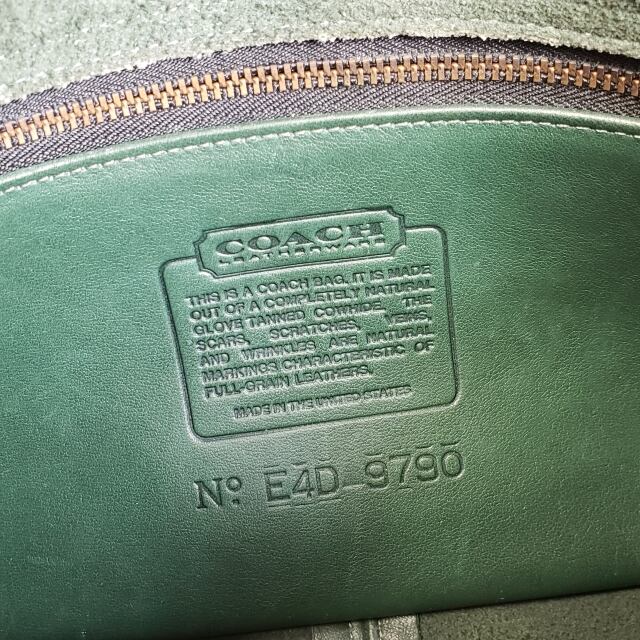 COACH
LEATHERWARE
THIS IS A COACH BAG. IT IS MADE
OUT OF A COMPLETELY NATURAL
GLOVE TANNED COWHIDE. THE
SCARS, SCRATCHES, VEINS,
AND WRINKLES ARE NATURAL
MARKINGS CHARACTERISTIC OF
FULL-GRAIN LEATHERS.
MADE IN THE UNITED STATES
Nº E4D-9790